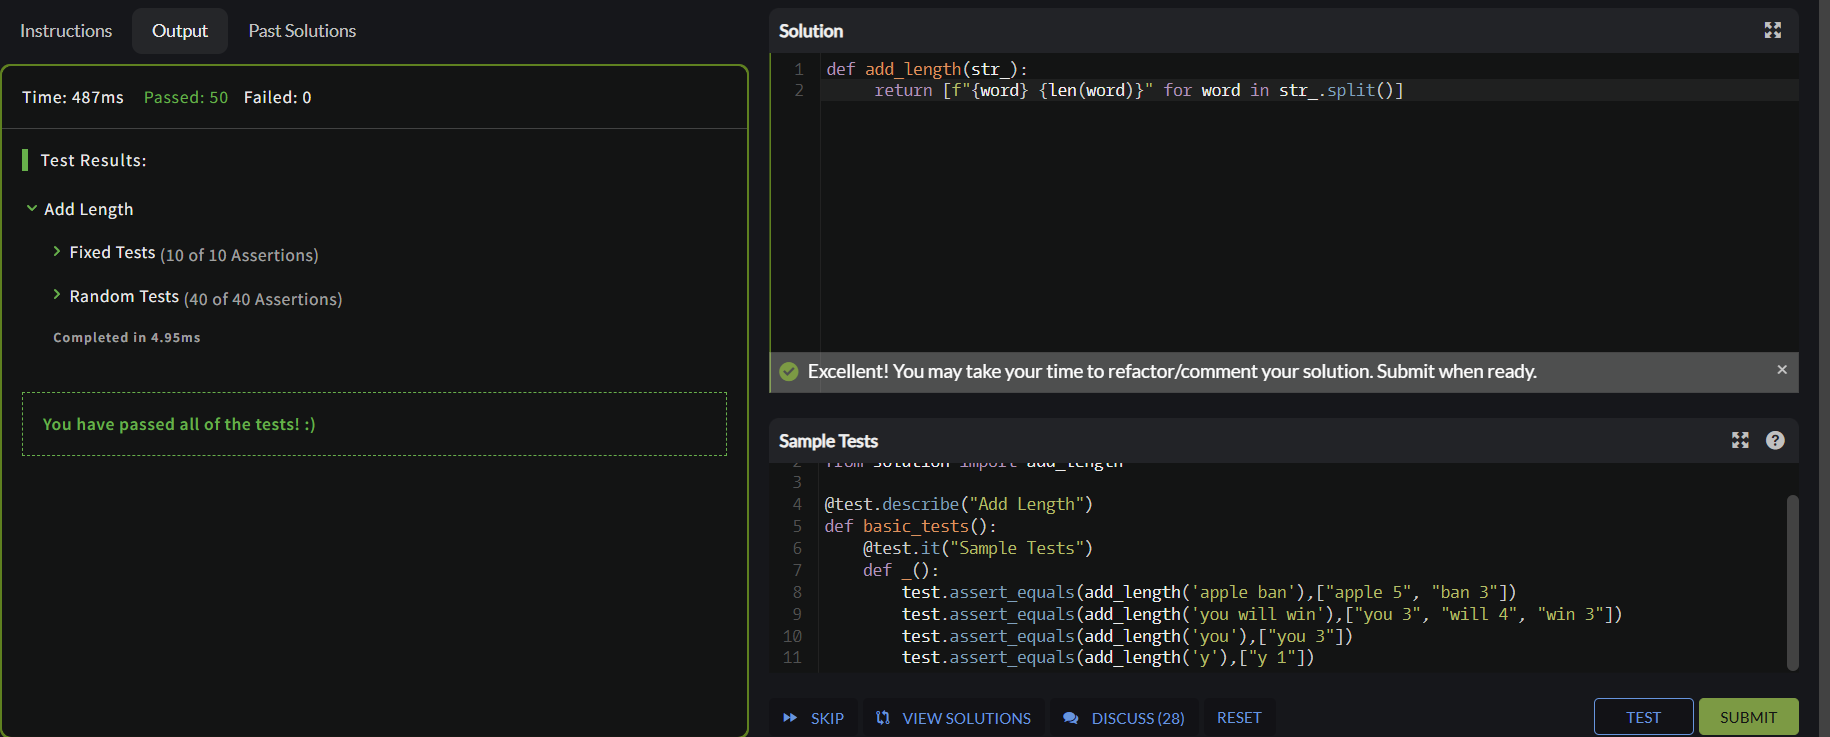 Instructions
Output
Past Solutions
Time: 487ms Passed: 50 Failed: 0
Test Results:
Add Length
Fixed Tests (10 of 10 Assertions)
Random Tests (40 of 40 Assertions)
Completed in 4.95ms
You have passed all of the tests! :)
Solution
1 def add_length(str_):
2 return [f"{word} {len(word)}" for word in str_.split()]
Excellent! You may take your time to refactor/comment your solution. Submit when ready.
Sample Tests
2 from solution import add_length
3
4 @test.describe("Add Length")
5 def basic_tests():
6 @test.it("Sample Tests")
7 def _():
8 test.assert_equals(add_length('apple ban'),["apple 5", "ban 3"])
9 test.assert_equals(add_length('you will win'),["you 3", "will 4", "win 3"])
10 test.assert_equals(add_length('you'),["you 3"])
11 test.assert_equals(add_length('y'),["y 1"])
SKIP
VIEW SOLUTIONS
DISCUSS (28)
RESET
TEST
SUBMIT